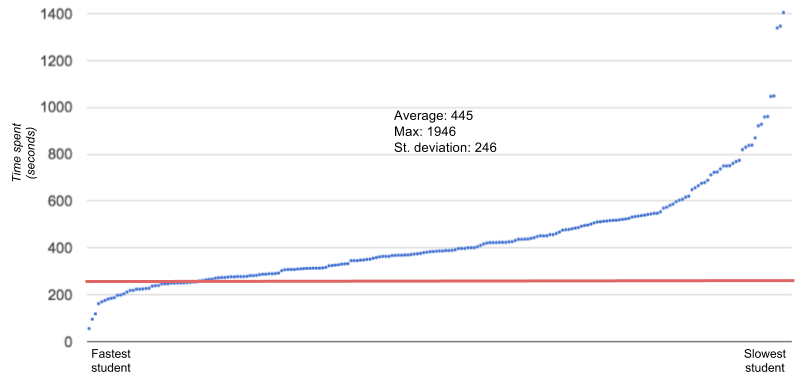 1400
1200
1000
800
600
400
200
0
Time spent
(seconds)
Average: 445
Max: 1946
St. deviation: 246
Fastest
student
Slowest
student